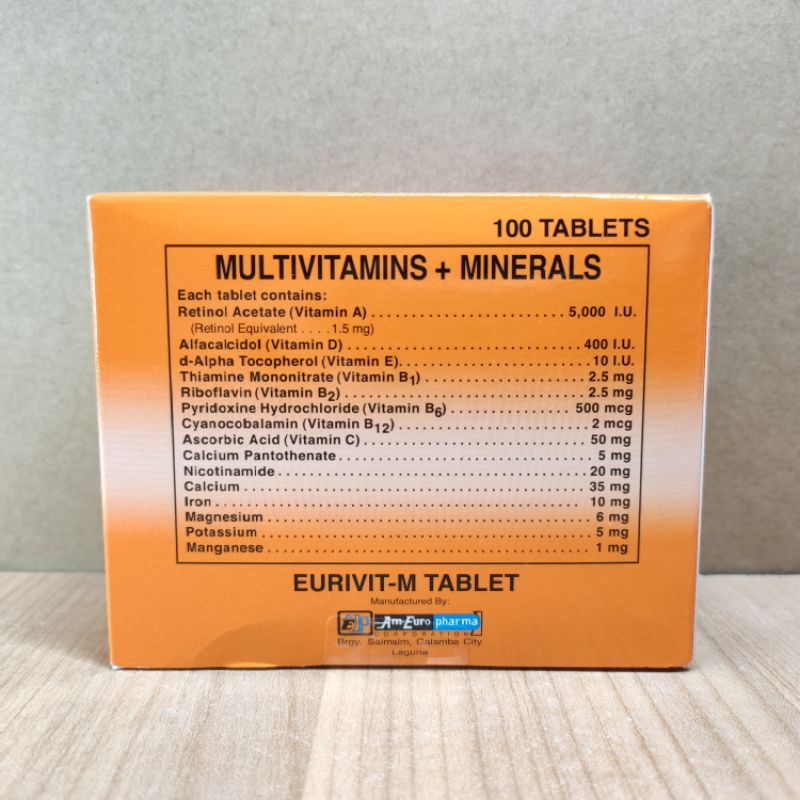 100 TABLETS
MULTIVITAMINS + MINERALS
Each tablet contains:
Retinol Acetate (Vitamin A) . . . . . . . . . . . . . . . . . . . . . . . . 5,000 I.U.
(Retinol Equivalent . . . .1.5 mg)
Alfacalcidol (Vitamin D) . . . . . . . . . . . . . . . . . . . . . . . . . . . . 400 I.U.
d-Alpha Tocopherol (Vitamin E). . . . . . . . . . . . . . . . . . . . . . . 10 I.U.
Thiamine Mononitrate (Vitamin B1) . . . . . . . . . . . . . . . . . . . . 2.5 mg
Riboflavin (Vitamin B2) . . . . . . . . . . . . . . . . . . . . . . . . . . . . . 2.5 mg
Pyridoxine Hydrochloride (Vitamin B6) . . . . . . . . . . . . . . . 500 mcg
Cyanocobalamin (Vitamin B12) . . . . . . . . . . . . . . . . . . . . . . . 2 mcg
Ascorbic Acid (Vitamin C) . . . . . . . . . . . . . . . . . . . . . . . . . . . 50 mg
Calcium Pantothenate . . . . . . . . . . . . . . . . . . . . . . . . . . . . . . . 5 mg
Nicotinamide . . . . . . . . . . . . . . . . . . . . . . . . . . . . . . . . . . . . . 20 mg
Calcium . . . . . . . . . . . . . . . . . . . . . . . . . . . . . . . . . . . . . . . . . 35 mg
Iron . . . . . . . . . . . . . . . . . . . . . . . . . . . . . . . . . . . . . . . . . . . . 10 mg
Magnesium . . . . . . . . . . . . . . . . . . . . . . . . . . . . . . . . . . . . . . . 6 mg
Potassium . . . . . . . . . . . . . . . . . . . . . . . . . . . . . . . . . . . . . . . . 5 mg
Manganese . . . . . . . . . . . . . . . . . . . . . . . . . . . . . . . . . . . . . . . 1 mg
EURIVIT-M TABLET
Manufactured By:
EP Am-Euro pharma
CORPORATION
Brgy. Saimsim, Calamba City
Laguna